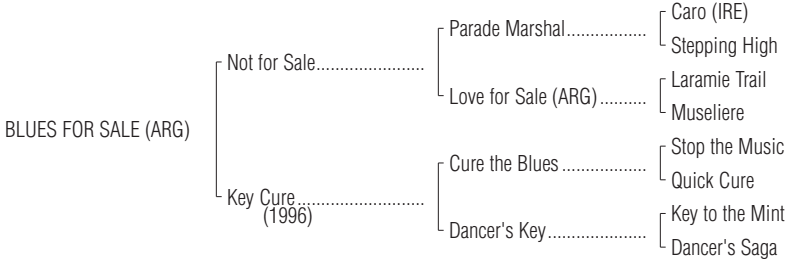 Caro (IRE)
Parade Marshal.................
Stepping High
Not for Sale.......................
Laramie Trail
Love for Sale (ARG)..........
Museliere
BLUES FOR SALE (ARG)
Stop the Music
Cure the Blues ..................
Quick Cure
Key Cure...........................
(1996)
Key to the Mint
Dancer's Key.....................
Dancer's Saga